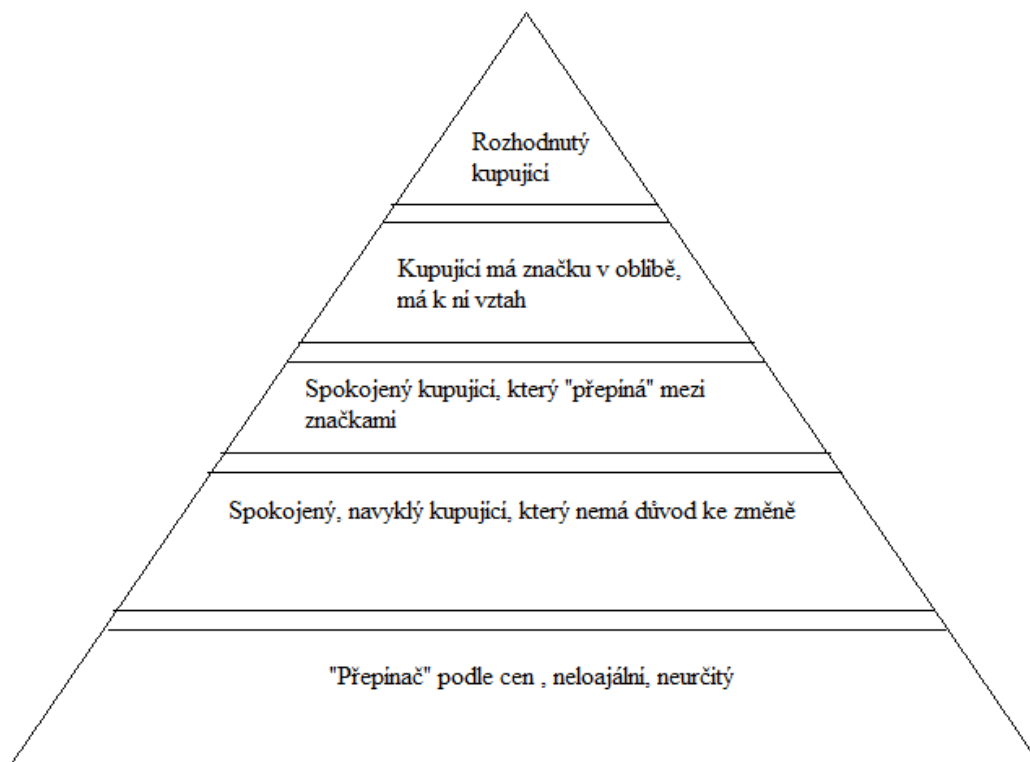 Rozhodnutý
kupující
Kupující má značku v oblibě,
má k ní vztah
Spokojený kupující, který "přepíná" mezi
značkami
Spokojený, navyklý kupující, který nemá důvod ke změně
"Přepínač" podle cen , neloajální, neurčitý